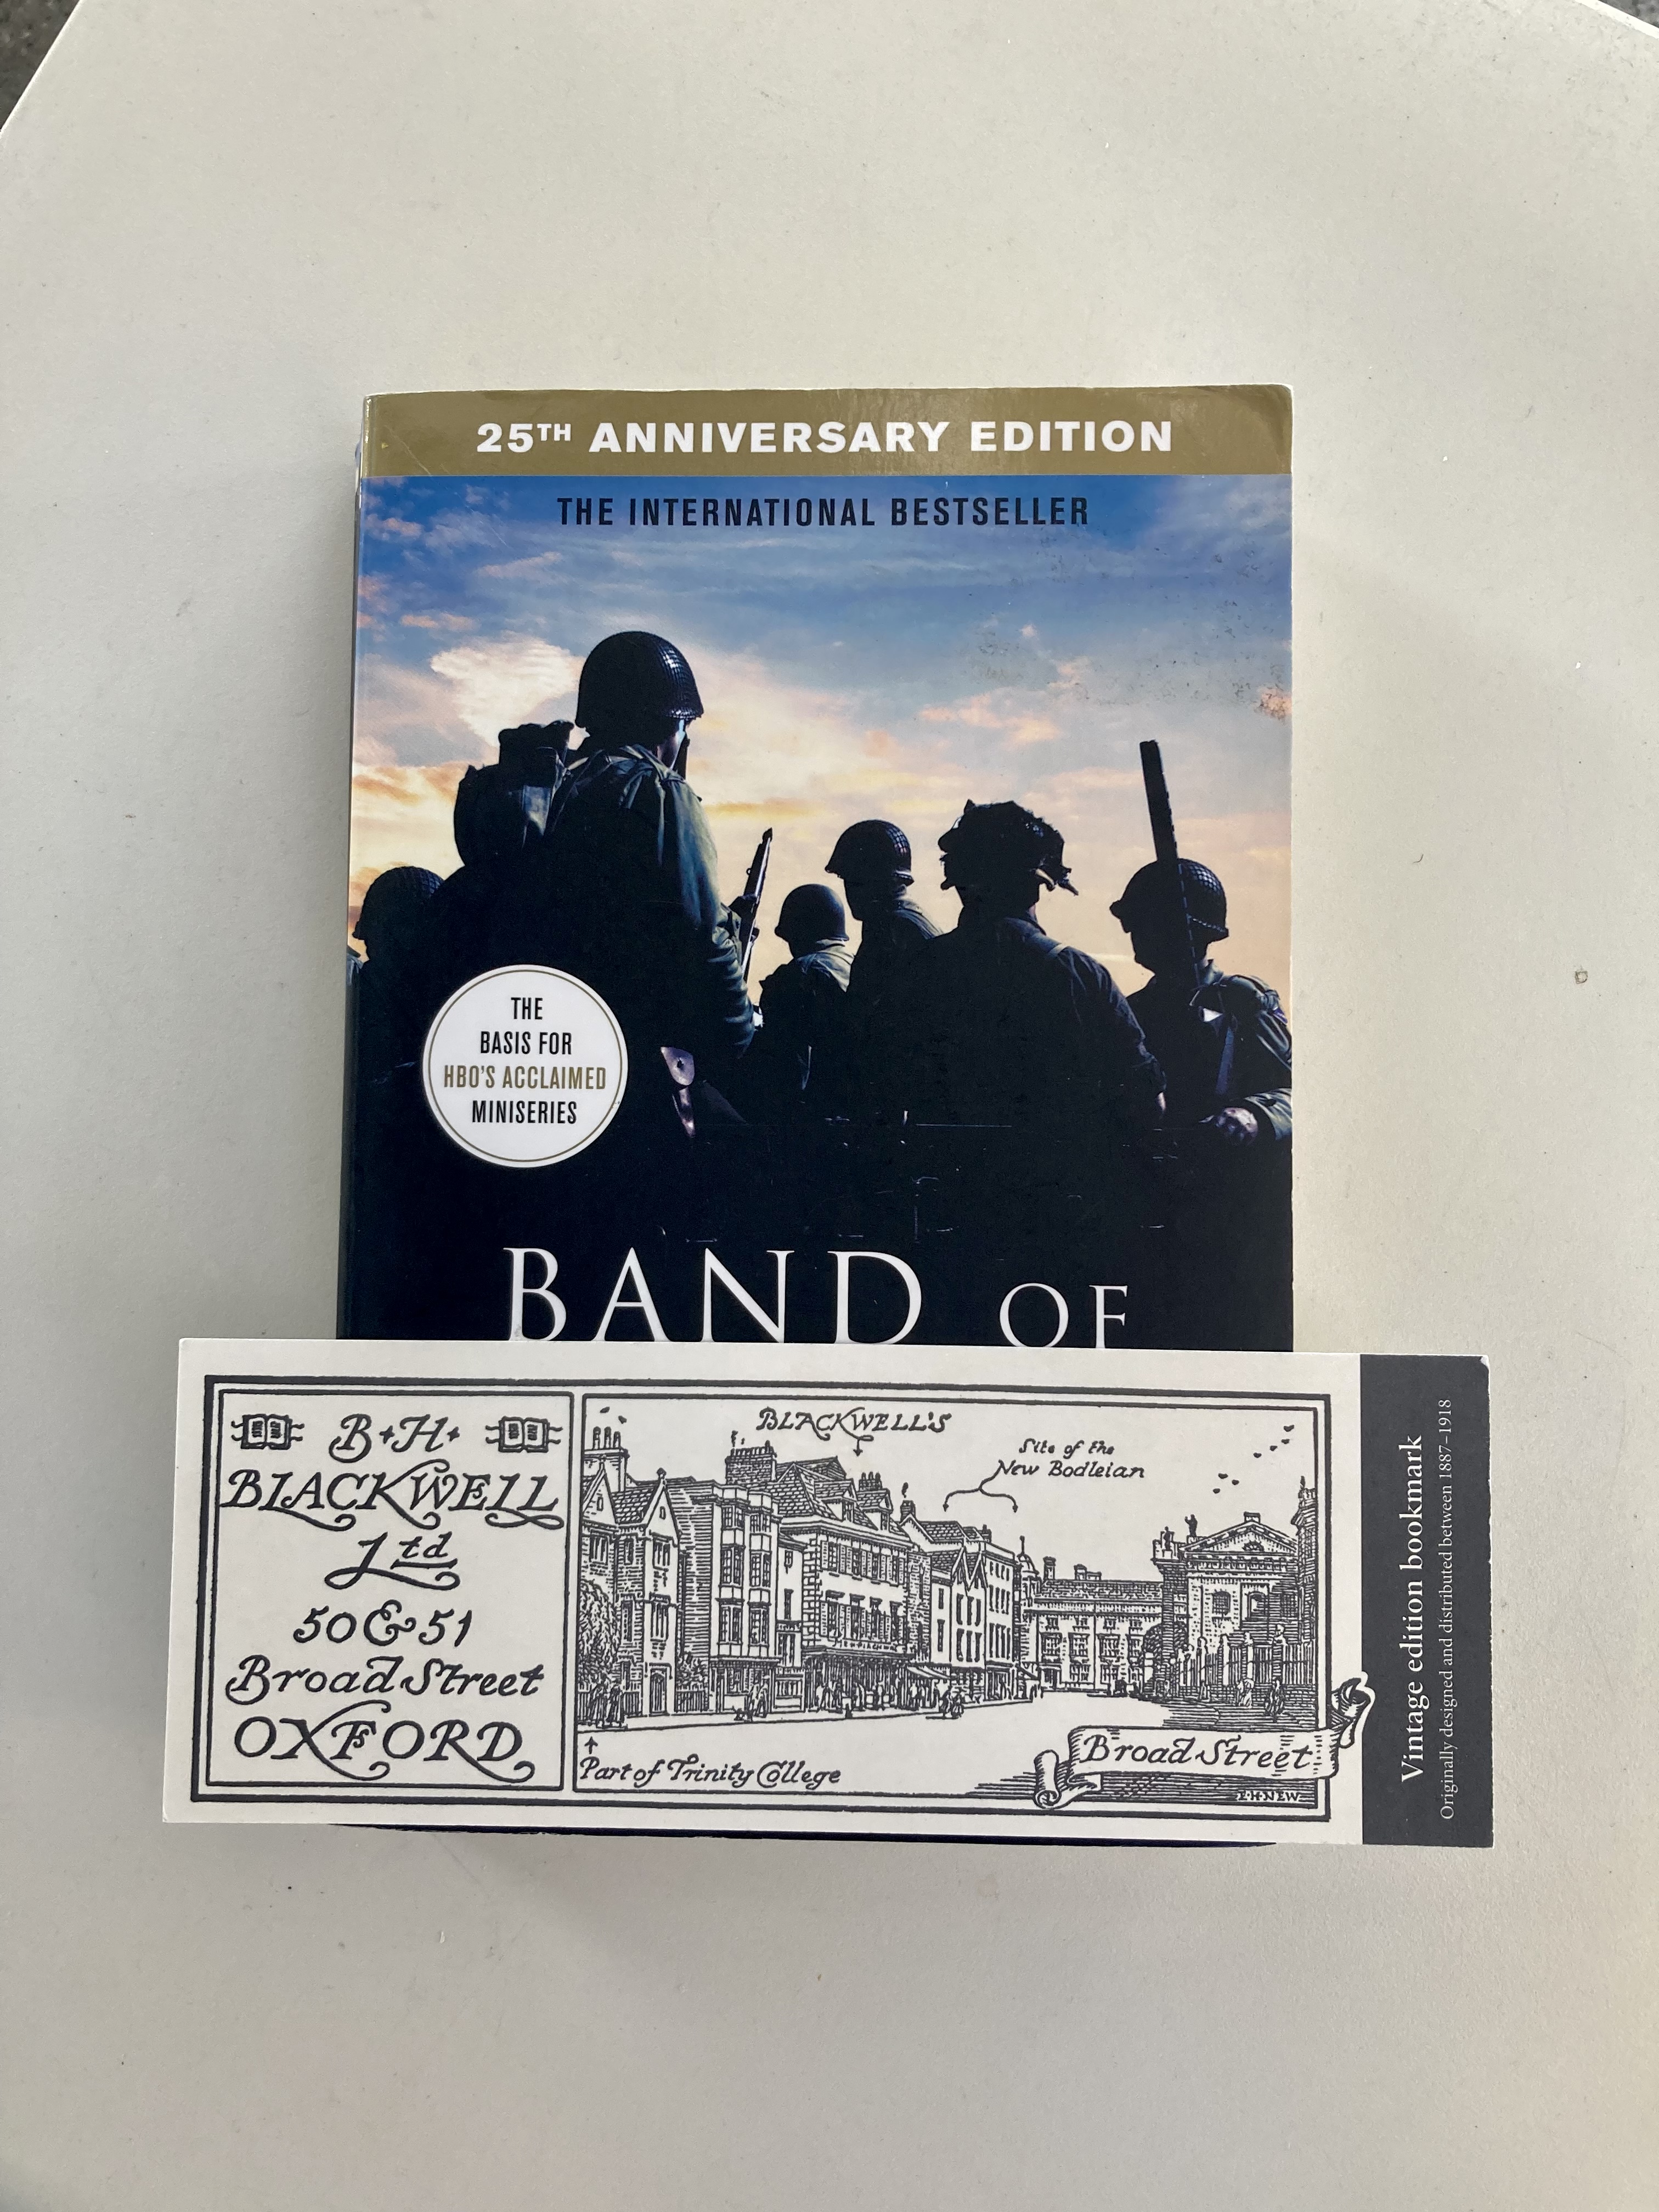 25TH ANNIVERSARY EDITION
THE INTERNATIONAL BESTSELLER
THE
BASIS FOR
HBO'S ACCLAIMED
MINISERIES
BAND OF
B. H.
BLACKWELL
Ltd
50 & 51
Broad Street
OXFORD
BLACKWELL'S
Site of the
New Bodleian
Part of Trinity College
Broad Street
E·H·NEW
Vintage edition bookmark
Originally designed and distributed between 1887–1918